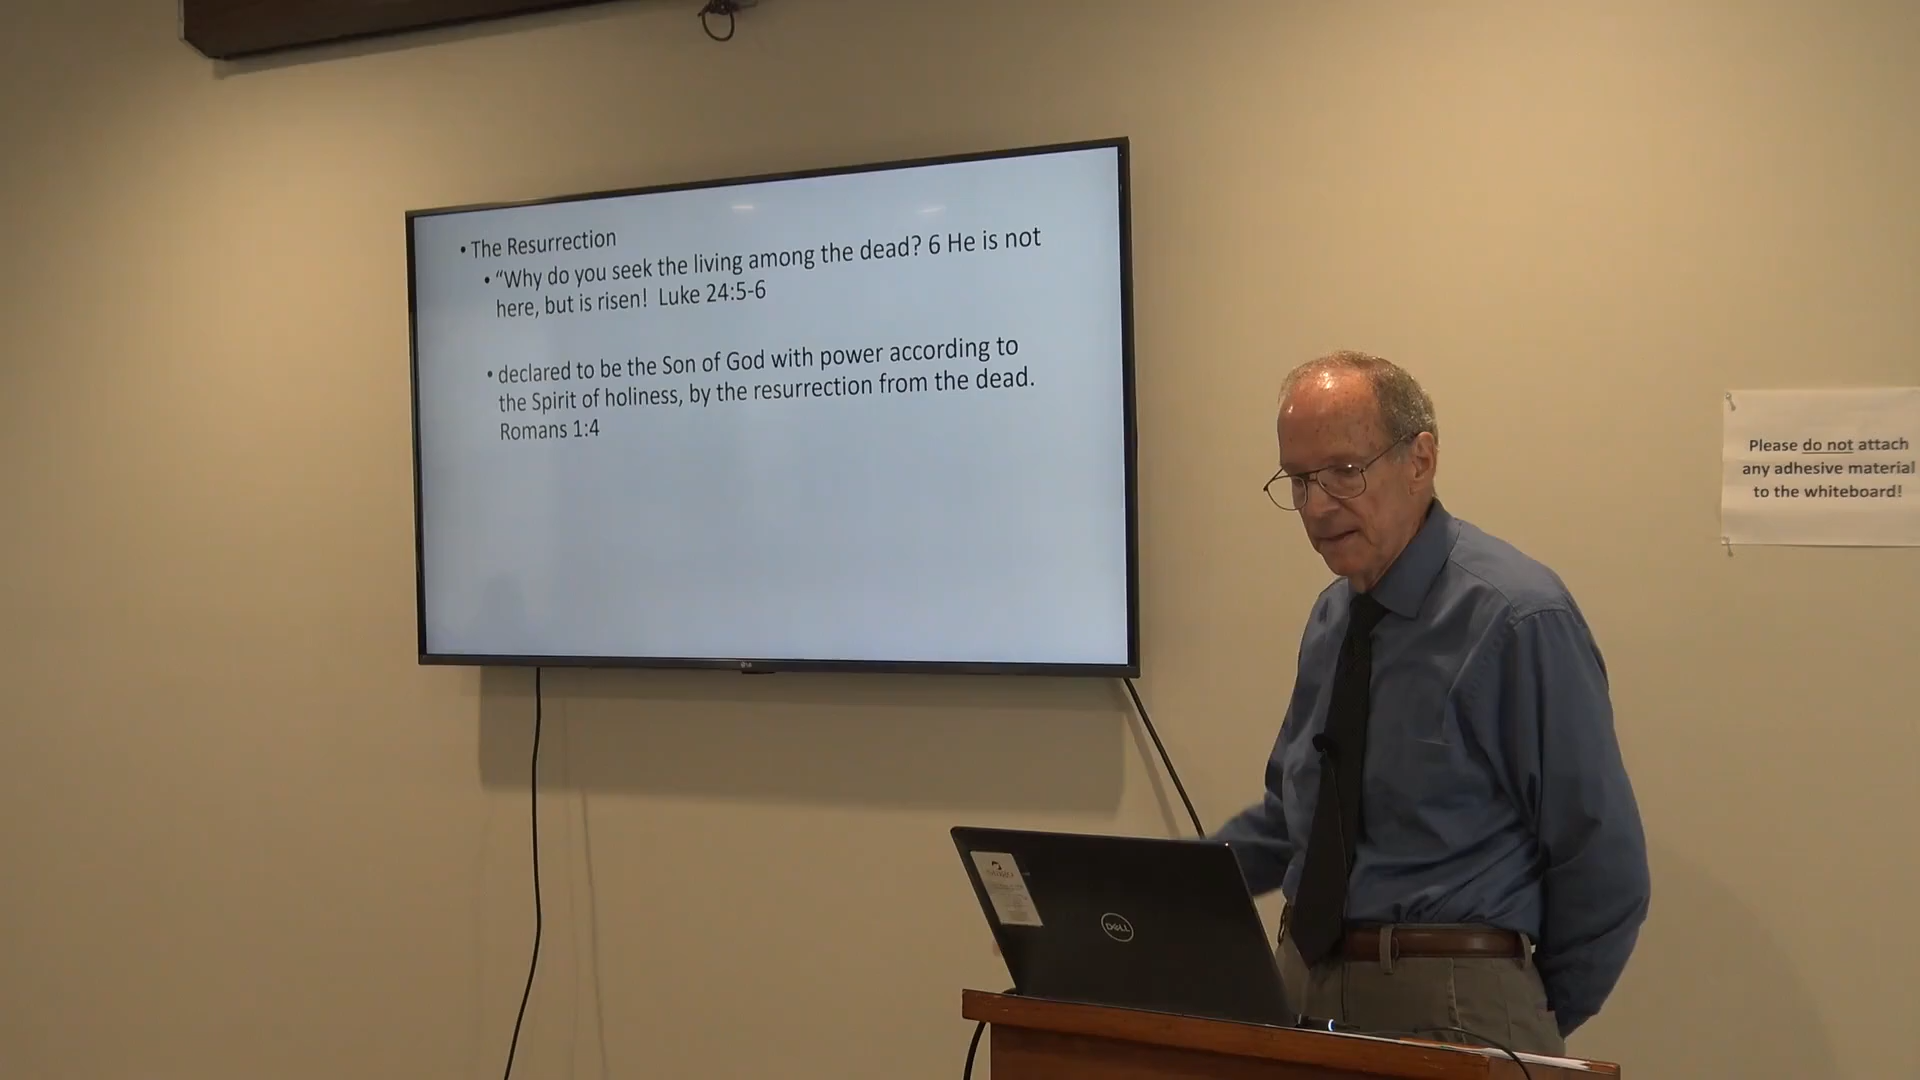 • The Resurrection
• “Why do you seek the living among the dead? 6 He is not
here, but is risen!  Luke 24:5-6
• declared to be the Son of God with power according to
the Spirit of holiness, by the resurrection from the dead.
Romans 1:4
Please do not attach
any adhesive material
to the whiteboard!
LG
DELL